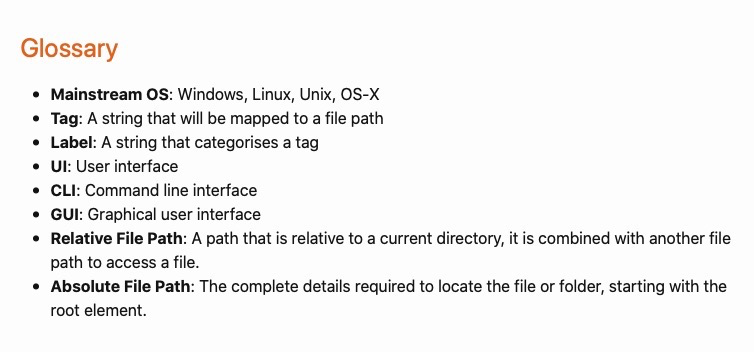 Glossary
Mainstream OS: Windows, Linux, Unix, OS-X
Tag: A string that will be mapped to a file path
Label: A string that categorises a tag
UI: User interface
CLI: Command line interface
GUI: Graphical user interface
Relative File Path: A path that is relative to a current directory, it is combined with another file
path to access a file.
Absolute File Path: The complete details required to locate the file or folder, starting with the
root element.